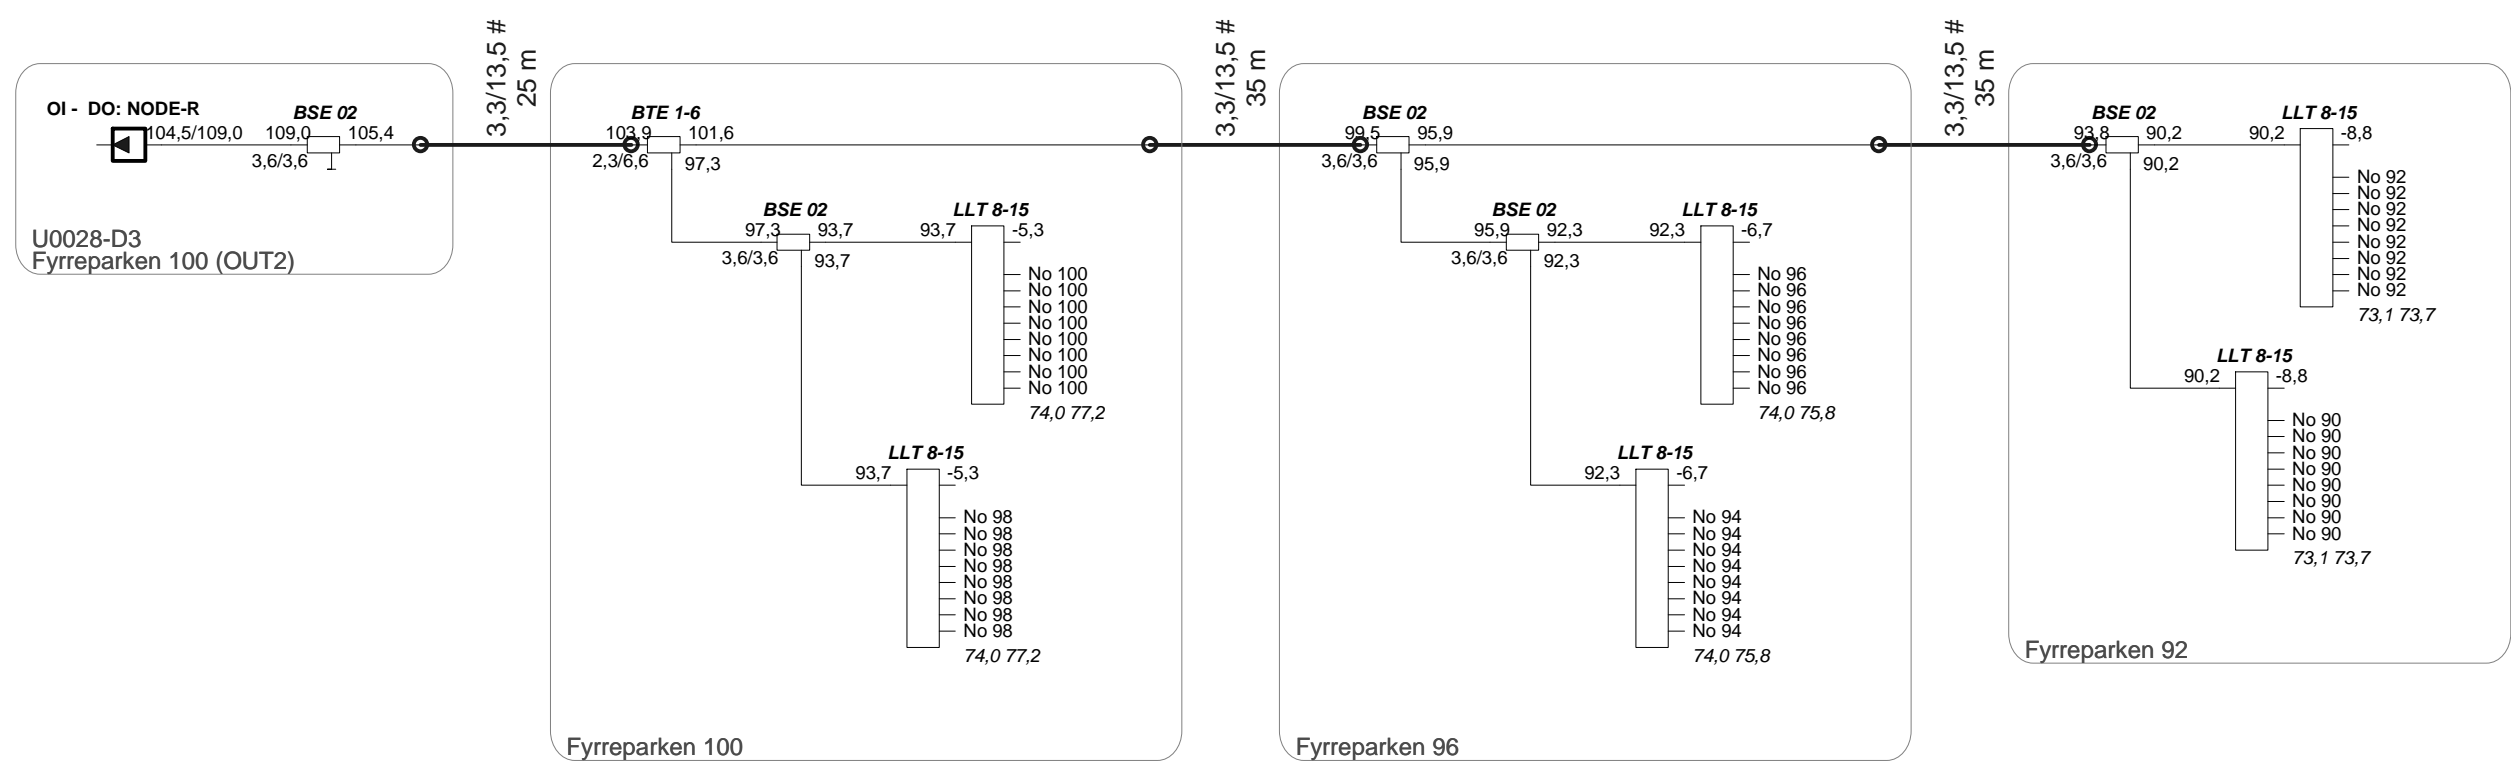 OI - DO: NODE-R
104,5/109,0
BSE 02
109,0
105,4
3,6/3,6
U0028-D3
Fyrreparken 100 (OUT2)
3,3/13,5 #
25 m
BTE 1-6
103,9
101,6
2,3/6,6
97,3
BSE 02
97,3
93,7
3,6/3,6
93,7
LLT 8-15
93,7
-5,3
No 100
No 100
No 100
No 100
No 100
No 100
No 100
No 100
74,0 77,2
LLT 8-15
93,7
-5,3
No 98
No 98
No 98
No 98
No 98
No 98
No 98
No 98
74,0 77,2
Fyrreparken 100
3,3/13,5 #
35 m
BSE 02
99,5
95,9
3,6/3,6
95,9
BSE 02
95,9
92,3
3,6/3,6
92,3
LLT 8-15
92,3
-6,7
No 96
No 96
No 96
No 96
No 96
No 96
No 96
No 96
74,0 75,8
LLT 8-15
92,3
-6,7
No 94
No 94
No 94
No 94
No 94
No 94
No 94
No 94
74,0 75,8
Fyrreparken 96
3,3/13,5 #
35 m
BSE 02
93,8
90,2
3,6/3,6
90,2
LLT 8-15
90,2
-8,8
No 92
No 92
No 92
No 92
No 92
No 92
No 92
No 92
73,1 73,7
LLT 8-15
90,2
-8,8
No 90
No 90
No 90
No 90
No 90
No 90
No 90
No 90
73,1 73,7
Fyrreparken 92